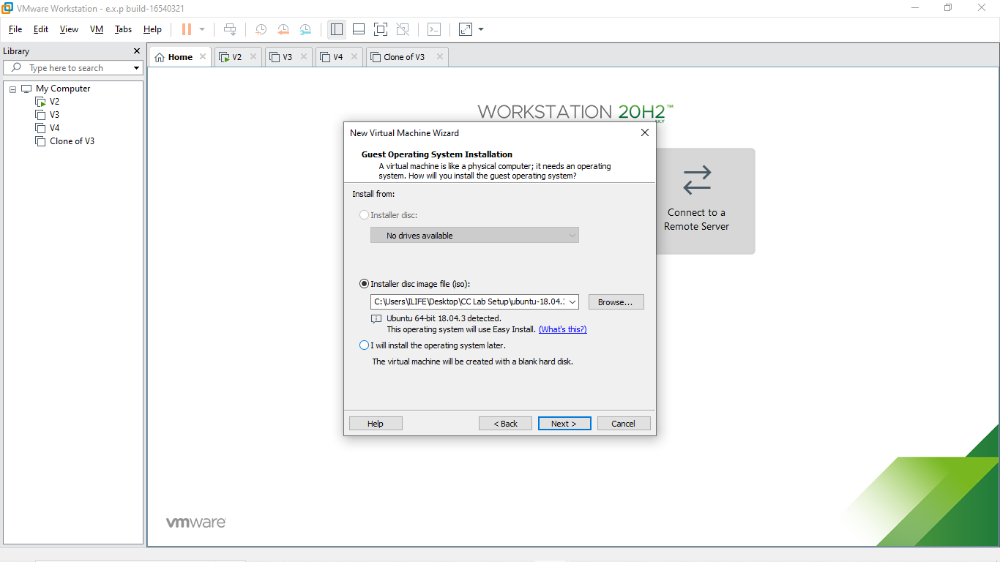 VMware Workstation - e.x.p build-16540321
File Edit View VM Tabs Help
Library
Type here to search
My Computer
V2
V3
V4
Clone of V3
Home V2 V3 V4 Clone of V3
WORKSTATION 20H2™
JULY
Connect to a
Remote Server
New Virtual Machine Wizard
Guest Operating System Installation
A virtual machine is like a physical computer; it needs an operating
system. How will you install the guest operating system?
Install from:
Installer disc:
No drives available
Installer disc image file (iso):
C:\Users\ILIFE\Desktop\CC Lab Setup\ubuntu-18.04.
Browse...
Ubuntu 64-bit 18.04.3 detected.
This operating system will use Easy Install. (What's this?)
I will install the operating system later.
The virtual machine will be created with a blank hard disk.
Help < Back Next > Cancel
vmware